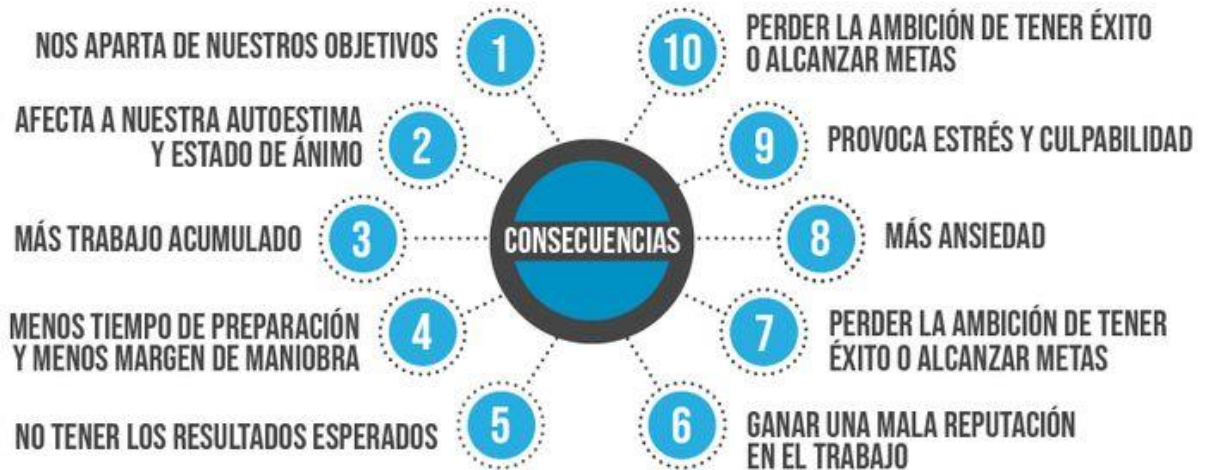 1
NOS APARTA DE NUESTROS OBJETIVOS
2
AFECTA A NUESTRA AUTOESTIMA
Y ESTADO DE ÁNIMO
3
MÁS TRABAJO ACUMULADO
4
MENOS TIEMPO DE PREPARACIÓN
Y MENOS MARGEN DE MANIOBRA
5
NO TENER LOS RESULTADOS ESPERADOS
CONSECUENCIAS
10
PERDER LA AMBICIÓN DE TENER ÉXITO
O ALCANZAR METAS
9
PROVOCA ESTRÉS Y CULPABILIDAD
8
MÁS ANSIEDAD
7
PERDER LA AMBICIÓN DE TENER
ÉXITO O ALCANZAR METAS
6
GANAR UNA MALA REPUTACIÓN
EN EL TRABAJO